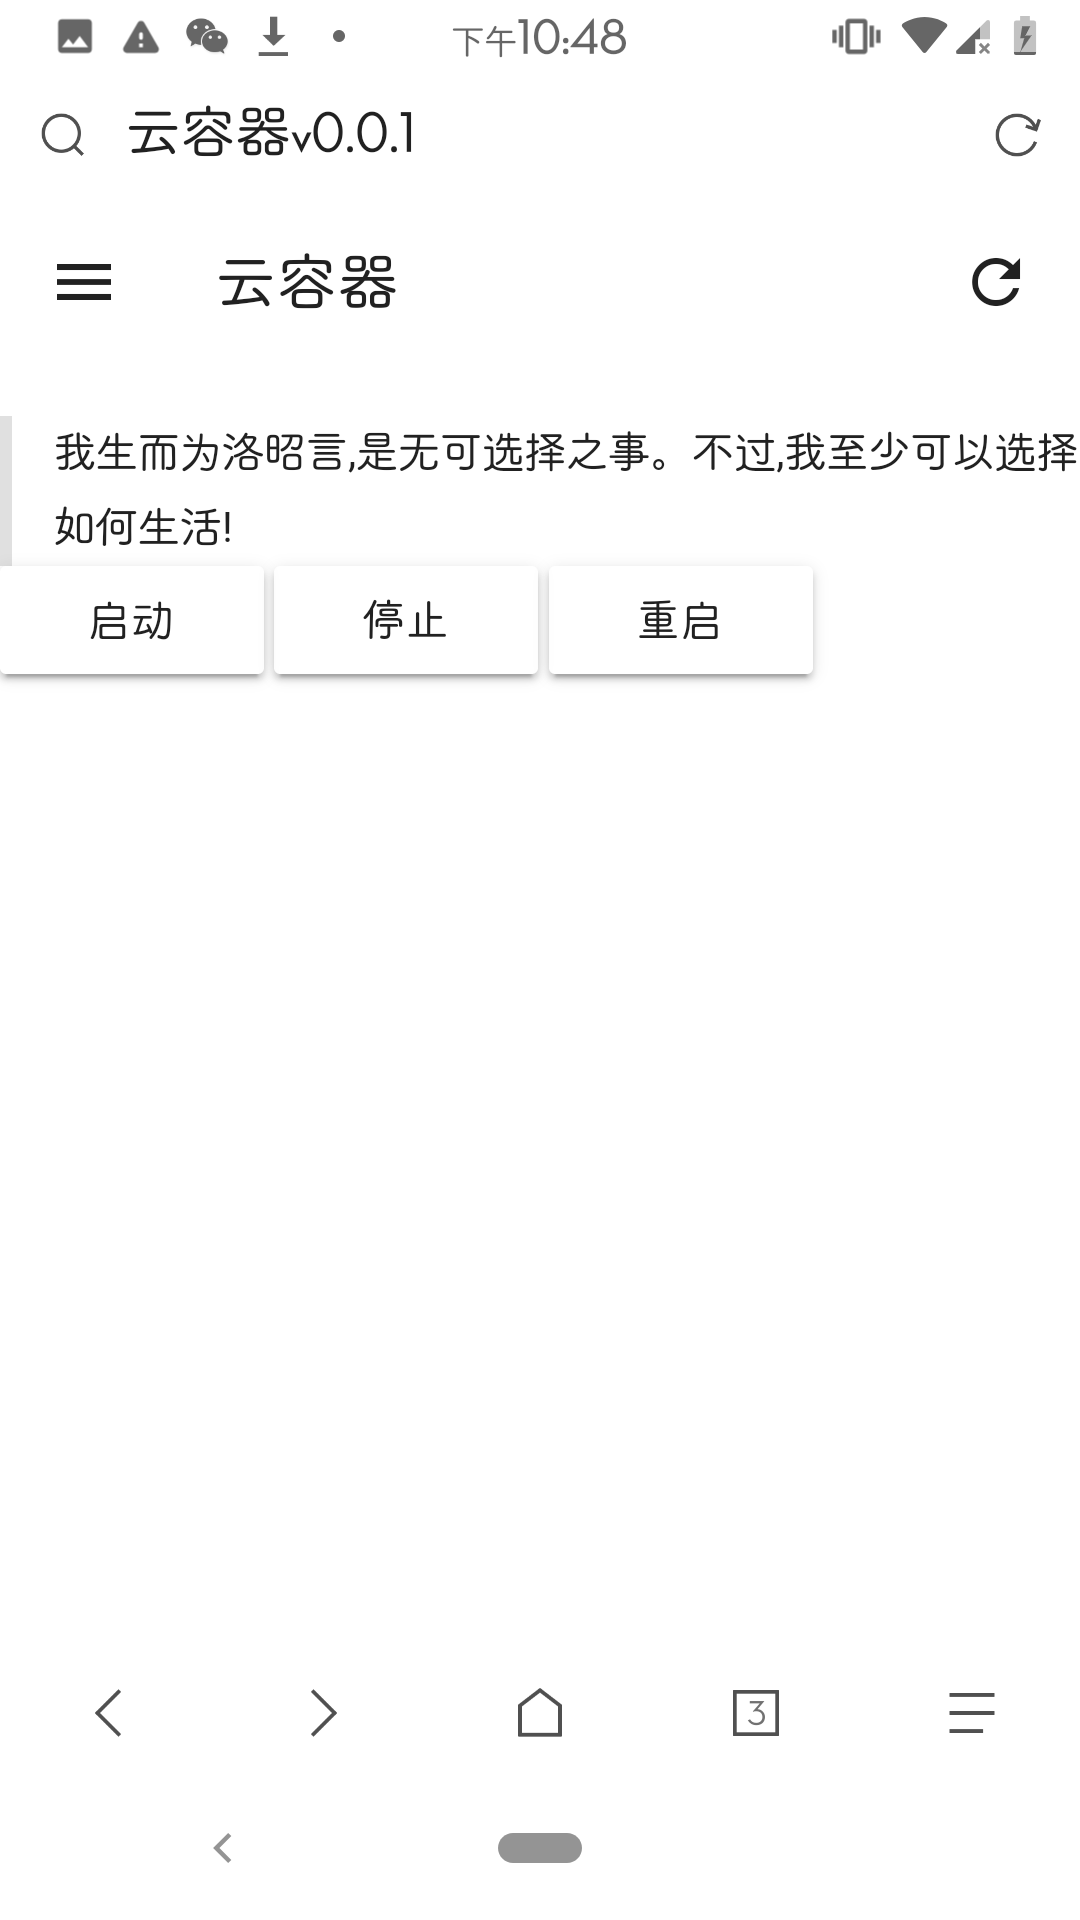 下午10:48
云容器v0.0.1
云容器
我生而为洛昭言,是无可选择之事。不过,我至少可以选择
如何生活!
启动 停止 重启
3